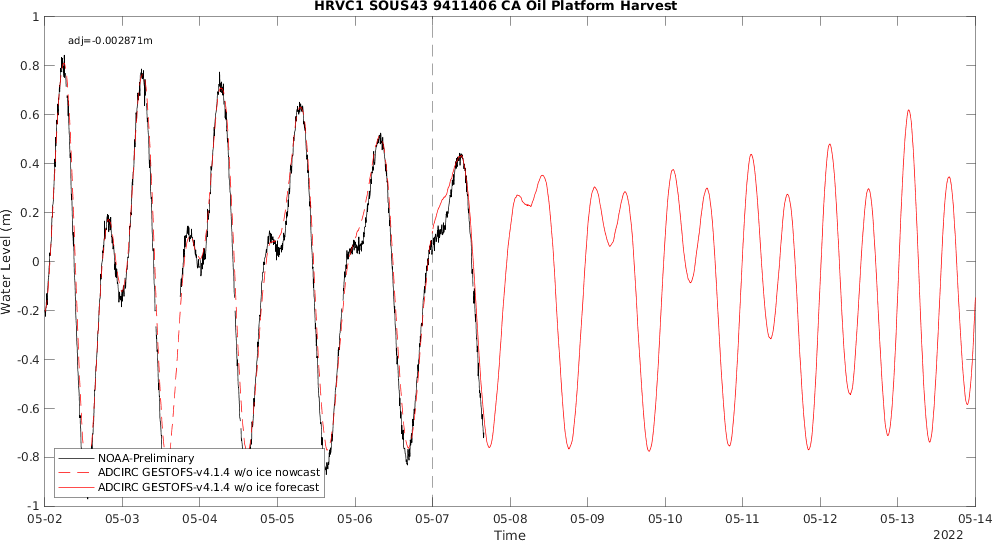 HRVC1 SOUS43 9411406 CA Oil Platform Harvest
adj=-0.002871m
Water Level (m)
1
0.8
0.6
0.4
0.2
0
-0.2
-0.4
-0.6
-0.8
-1
NOAA-Preliminary
ADCIRC GESTOFS-v4.1.4 w/o ice nowcast
ADCIRC GESTOFS-v4.1.4 w/o ice forecast
05-02 05-03 05-04 05-05 05-06 05-07 05-08 05-09 05-10 05-11 05-12 05-13 05-14
Time
2022